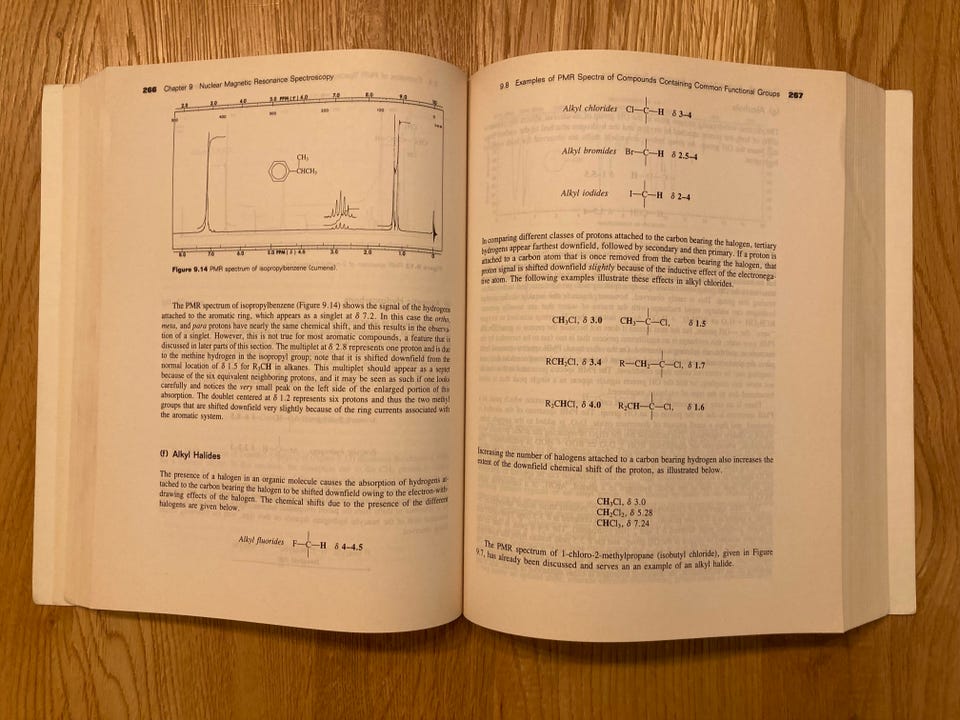 266 Chapter 9 Nuclear Magnetic Resonance Spectroscopy
CH₃
CHCH₃
8.0 7.0 6.0 5.0 PPM ( δ ) 4.0 3.0 2.0 1.0 0
Figure 9.14 PMR spectrum of isopropylbenzene (cumene).
The PMR spectrum of isopropylbenzene (Figure 9.14) shows the signal of the hydrogens
attached to the aromatic ring, which appears as a singlet at δ 7.2. In this case the ortho,
meta, and para protons have nearly the same chemical shift, and this results in the observa-
tion of a singlet. However, this is not true for most aromatic compounds, a feature that is
discussed in later parts of this section. The multiplet at δ 2.8 represents one proton and is due
to the methine hydrogen in the isopropyl group; note that it is shifted downfield from the
normal location of δ 1.5 for R₃CH in alkanes. This multiplet should appear as a septet
because of the six equivalent neighboring protons, and it may be seen as such if one looks
carefully and notices the very small peak on the left side of the enlarged portion of this
absorption. The doublet centered at δ 1.2 represents six protons and thus the two methyl
groups that are shifted downfield very slightly because of the ring currents associated with
the aromatic system.
(f) Alkyl Halides
The presence of a halogen in an organic molecule causes the absorption of hydrogens at-
tached to the carbon bearing the halogen to be shifted downfield owing to the electron-with-
drawing effects of the halogen. The chemical shifts due to the presence of the different
halogens are given below.
Alkyl fluorides F—C—H δ 4–4.5
9.8 Examples of PMR Spectra of Compounds Containing Common Functional Groups 267
Alkyl chlorides Cl—C—H δ 3–4
Alkyl bromides Br—C—H δ 2.5–4
Alkyl iodides I—C—H δ 2–4
In comparing different classes of protons attached to the carbon bearing the halogen, tertiary
hydrogens appear farthest downfield, followed by secondary and then primary. If a proton is
attached to a carbon atom that is once removed from the carbon bearing the halogen, that
proton signal is shifted downfield slightly because of the inductive effect of the electronega-
tive atom. The following examples illustrate these effects in alkyl chlorides.
CH₃Cl, δ 3.0 CH₃—C—Cl, δ 1.5
RCH₂Cl, δ 3.4 R—CH₂—C—Cl, δ 1.7
R₂CHCl, δ 4.0 R₂CH—C—Cl, δ 1.6
Increasing the number of halogens attached to a carbon bearing hydrogen also increases the
extent of the downfield chemical shift of the proton, as illustrated below.
CH₃Cl, δ 3.0
CH₂Cl₂, δ 5.28
CHCl₃, δ 7.24
The PMR spectrum of 1-chloro-2-methylpropane (isobutyl chloride), given in Figure
9.7, has already been discussed and serves an an example of an alkyl halide.